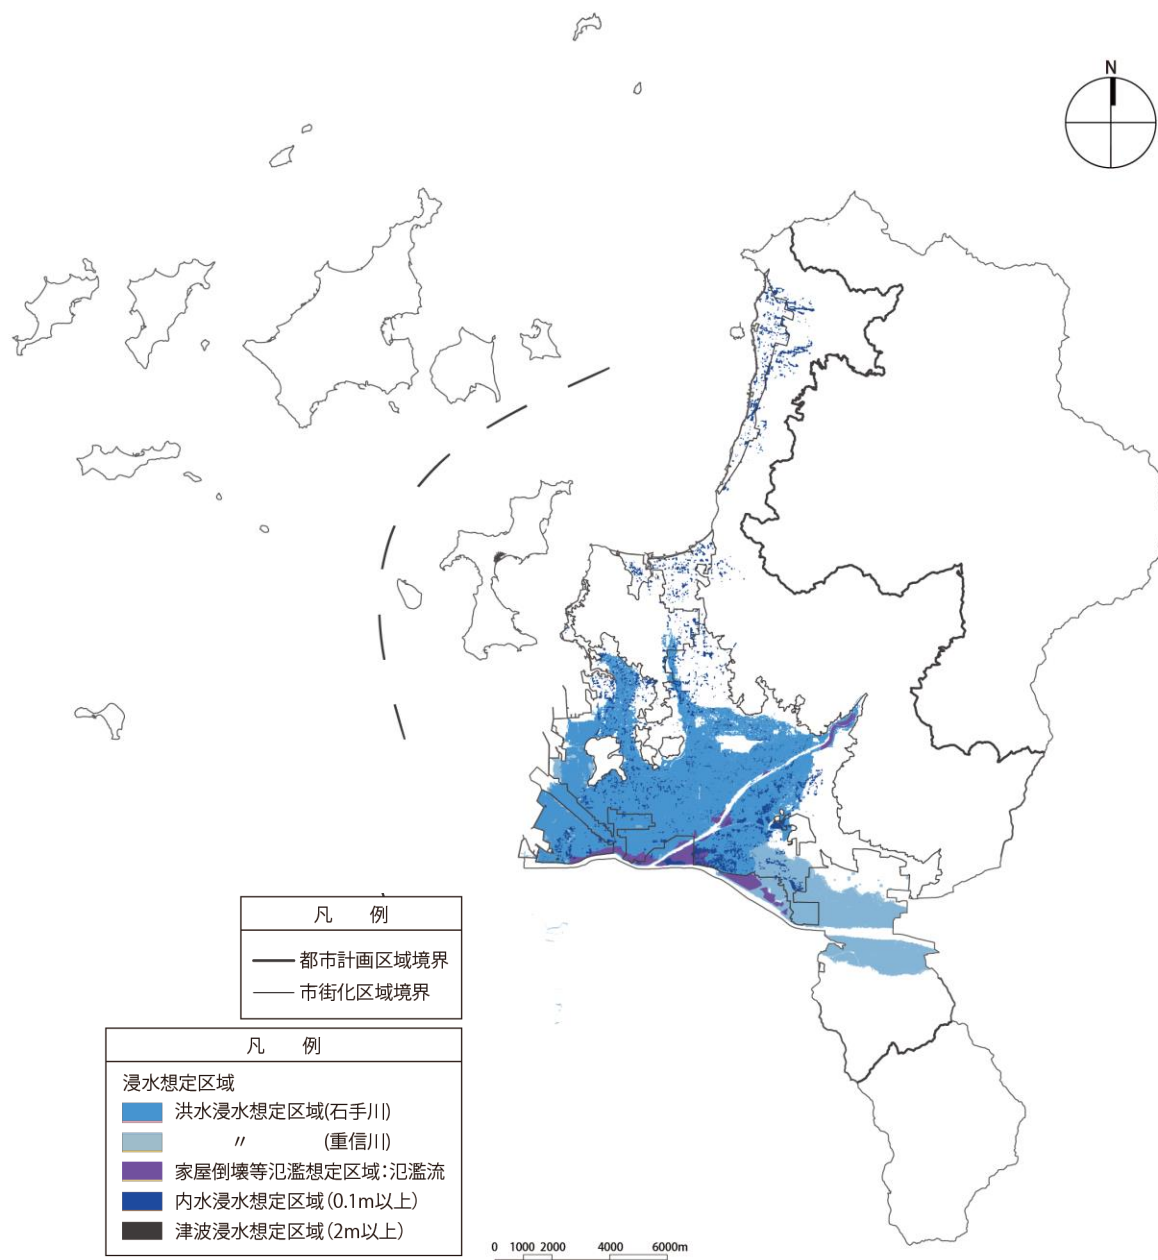 N
凡 例
都市計画区域境界
市街化区域境界
凡 例
浸水想定区域
洪水浸水想定区域(石手川)
〃 (重信川)
家屋倒壊等氾濫想定区域:氾濫流
内水浸水想定区域(0.1m以上)
津波浸水想定区域(2m以上)
0 1000 2000 4000 6000m